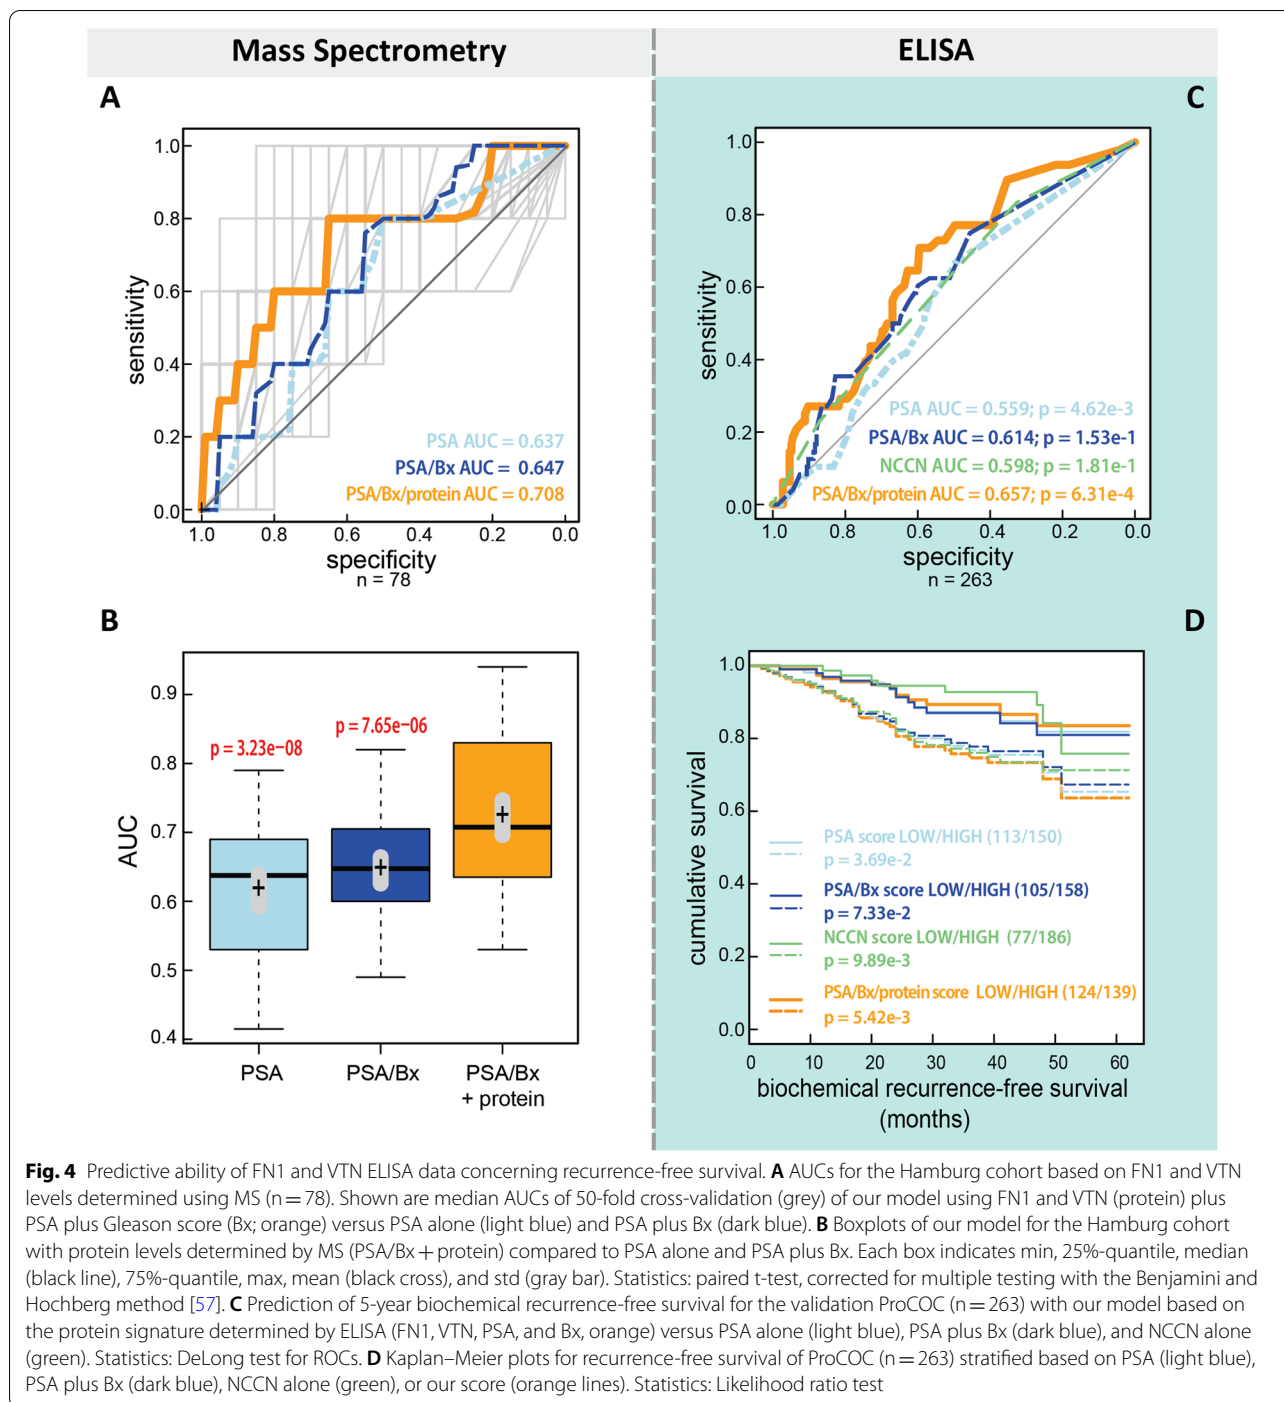 Mass Spectrometry
ELISA
A
1.0
0.8
0.6
0.4
0.2
0.0
sensitivity
PSA AUC = 0.637
PSA/Bx AUC = 0.647
PSA/Bx/protein AUC = 0.708
1.0 0.8 0.6 0.4 0.2 0.0
specificity
n = 78
C
1.0
0.8
0.6
0.4
0.2
0.0
sensitivity
PSA AUC = 0.559; p = 4.62e-3
PSA/Bx AUC = 0.614; p = 1.53e-1
NCCN AUC = 0.598; p = 1.81e-1
PSA/Bx/protein AUC = 0.657; p = 6.31e-4
1.0 0.8 0.6 0.4 0.2 0.0
specificity
n = 263
B
0.9
0.8
0.7
0.6
0.5
0.4
AUC
p = 3.23e−08
p = 7.65e−06
PSA PSA/Bx PSA/Bx
+ protein
D
1.0
0.8
0.6
0.4
0.2
0.0
cumulative survival
PSA score LOW/HIGH (113/150)
p = 3.69e-2
PSA/Bx score LOW/HIGH (105/158)
p = 7.33e-2
NCCN score LOW/HIGH (77/186)
p = 9.89e-3
PSA/Bx/protein score LOW/HIGH (124/139)
p = 5.42e-3
0 10 20 30 40 50 60
biochemical recurrence-free survival
(months)
Fig. 4 Predictive ability of FN1 and VTN ELISA data concerning recurrence-free survival. A AUCs for the Hamburg cohort based on FN1 and VTN
levels determined using MS (n = 78). Shown are median AUCs of 50-fold cross-validation (grey) of our model using FN1 and VTN (protein) plus
PSA plus Gleason score (Bx; orange) versus PSA alone (light blue) and PSA plus Bx (dark blue). B Boxplots of our model for the Hamburg cohort
with protein levels determined by MS (PSA/Bx + protein) compared to PSA alone and PSA plus Bx. Each box indicates min, 25%-quantile, median
(black line), 75%-quantile, max, mean (black cross), and std (gray bar). Statistics: paired t-test, corrected for multiple testing with the Benjamini and
Hochberg method [57]. C Prediction of 5-year biochemical recurrence-free survival for the validation ProCOC (n = 263) with our model based on
the protein signature determined by ELISA (FN1, VTN, PSA, and Bx, orange) versus PSA alone (light blue), PSA plus Bx (dark blue), and NCCN alone
(green). Statistics: DeLong test for ROCs. D Kaplan–Meier plots for recurrence-free survival of ProCOC (n = 263) stratified based on PSA (light blue),
PSA plus Bx (dark blue), NCCN alone (green), or our score (orange lines). Statistics: Likelihood ratio test